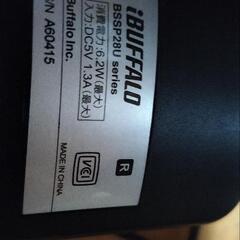 iBUFFALO
BSSP28U series
消費電力:6.2W(最大)
入力:DC5V 1.3A(最大)
Buffalo Inc.
S/N A60415
R
VCCI
MADE IN CHINA